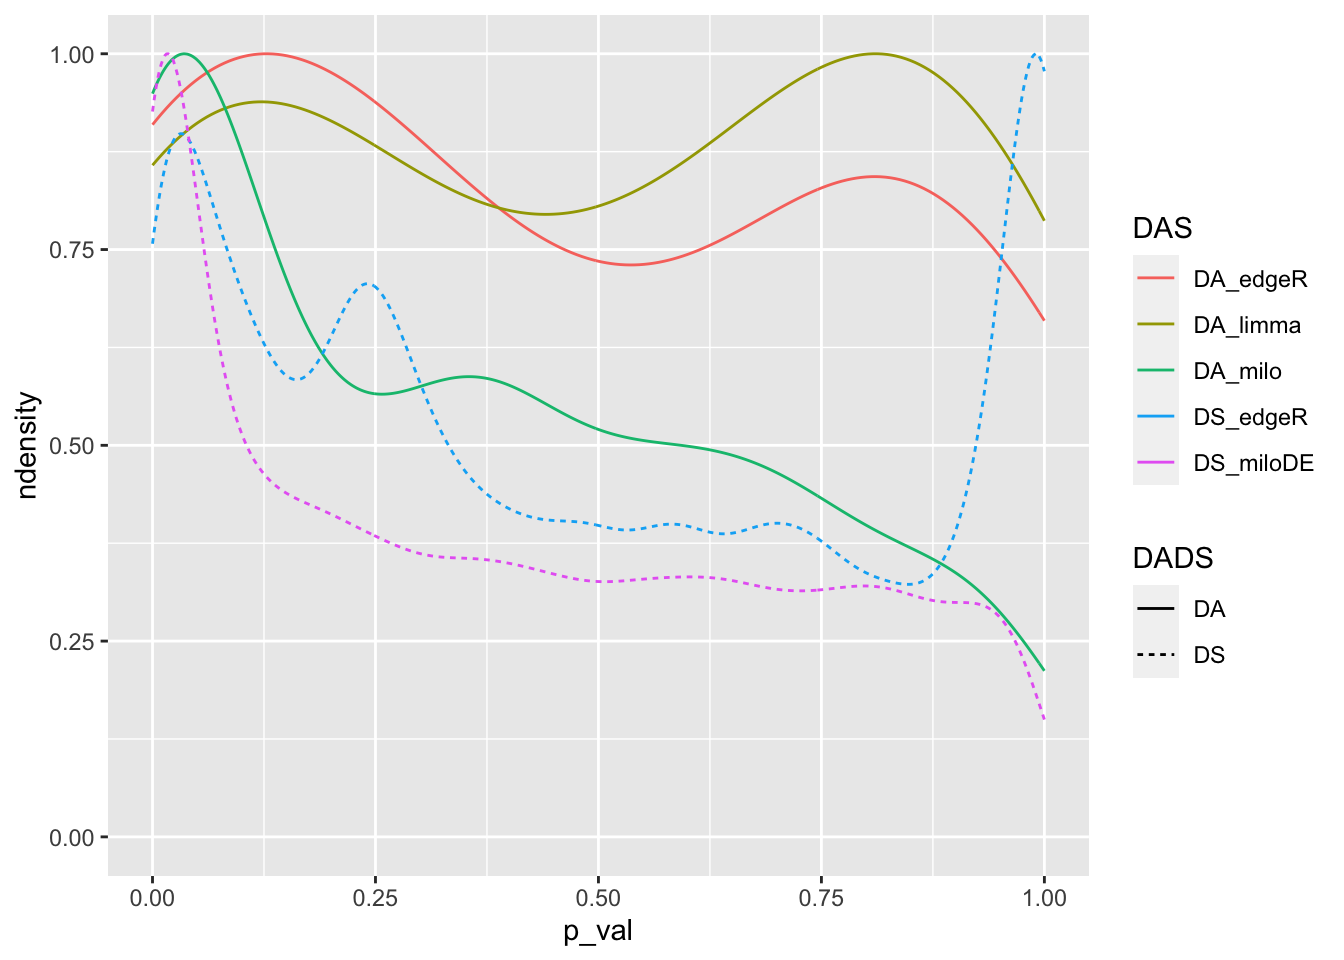 1.00
0.75
0.50
0.25
0.00
ndensity
0.00 0.25 0.50 0.75 1.00
p_val
DAS
DA_edgeR
DA_limma
DA_milo
DS_edgeR
DS_miloDE
DADS
DA
DS